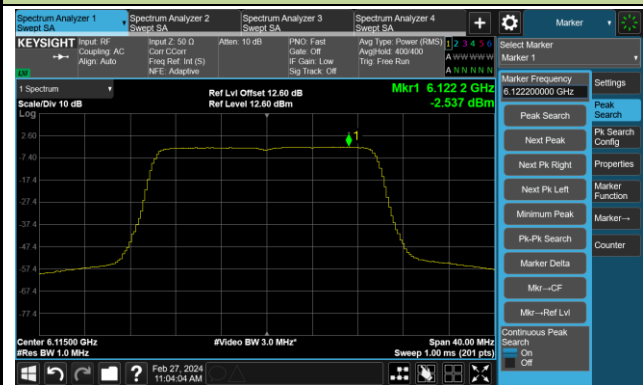 Spectrum Analyzer 1
Swept SA
Spectrum Analyzer 2
Swept SA
Spectrum Analyzer 3
Swept SA
Spectrum Analyzer 4
Swept SA
Marker
KEYSIGHT
Input: RF
Coupling: AC
Align: Auto
Input Z: 50 Ω
Corr CCorr
Freq Ref: Int (S)
NFE: Adaptive
Atten: 10 dB
PNO: Fast
Gate: Off
IF Gain: Low
Sig Track: Off
Avg Type: Power (RMS)
Avg|Hold: 400/400
Trig: Free Run
1 2 3 4 5 6
A W W W W W
A N N N N N
LXI
Select Marker
Marker 1
1 Spectrum
Scale/Div 10 dB
Log
Ref Lvl Offset 12.60 dB
Ref Level 12.60 dBm
Mkr1 6.122 2 GHz
-2.537 dBm
1
2.60
-7.40
-17.4
-27.4
-37.4
-47.4
-57.4
-67.4
-77.4
Center 6.11500 GHz
#Res BW 1.0 MHz
#Video BW 3.0 MHz*
Span 40.00 MHz
Sweep 1.00 ms (201 pts)
Marker Frequency
6.122200000 GHz
Peak Search
Next Peak
Next Pk Right
Next Pk Left
Minimum Peak
Pk-Pk Search
Marker Delta
Mkr→CF
Mkr→Ref Lvl
Continuous Peak
Search
On
Off
Settings
Peak
Search
Pk Search
Config
Properties
Marker
Function
Marker→
Counter
Feb 27, 2024
11:04:04 AM